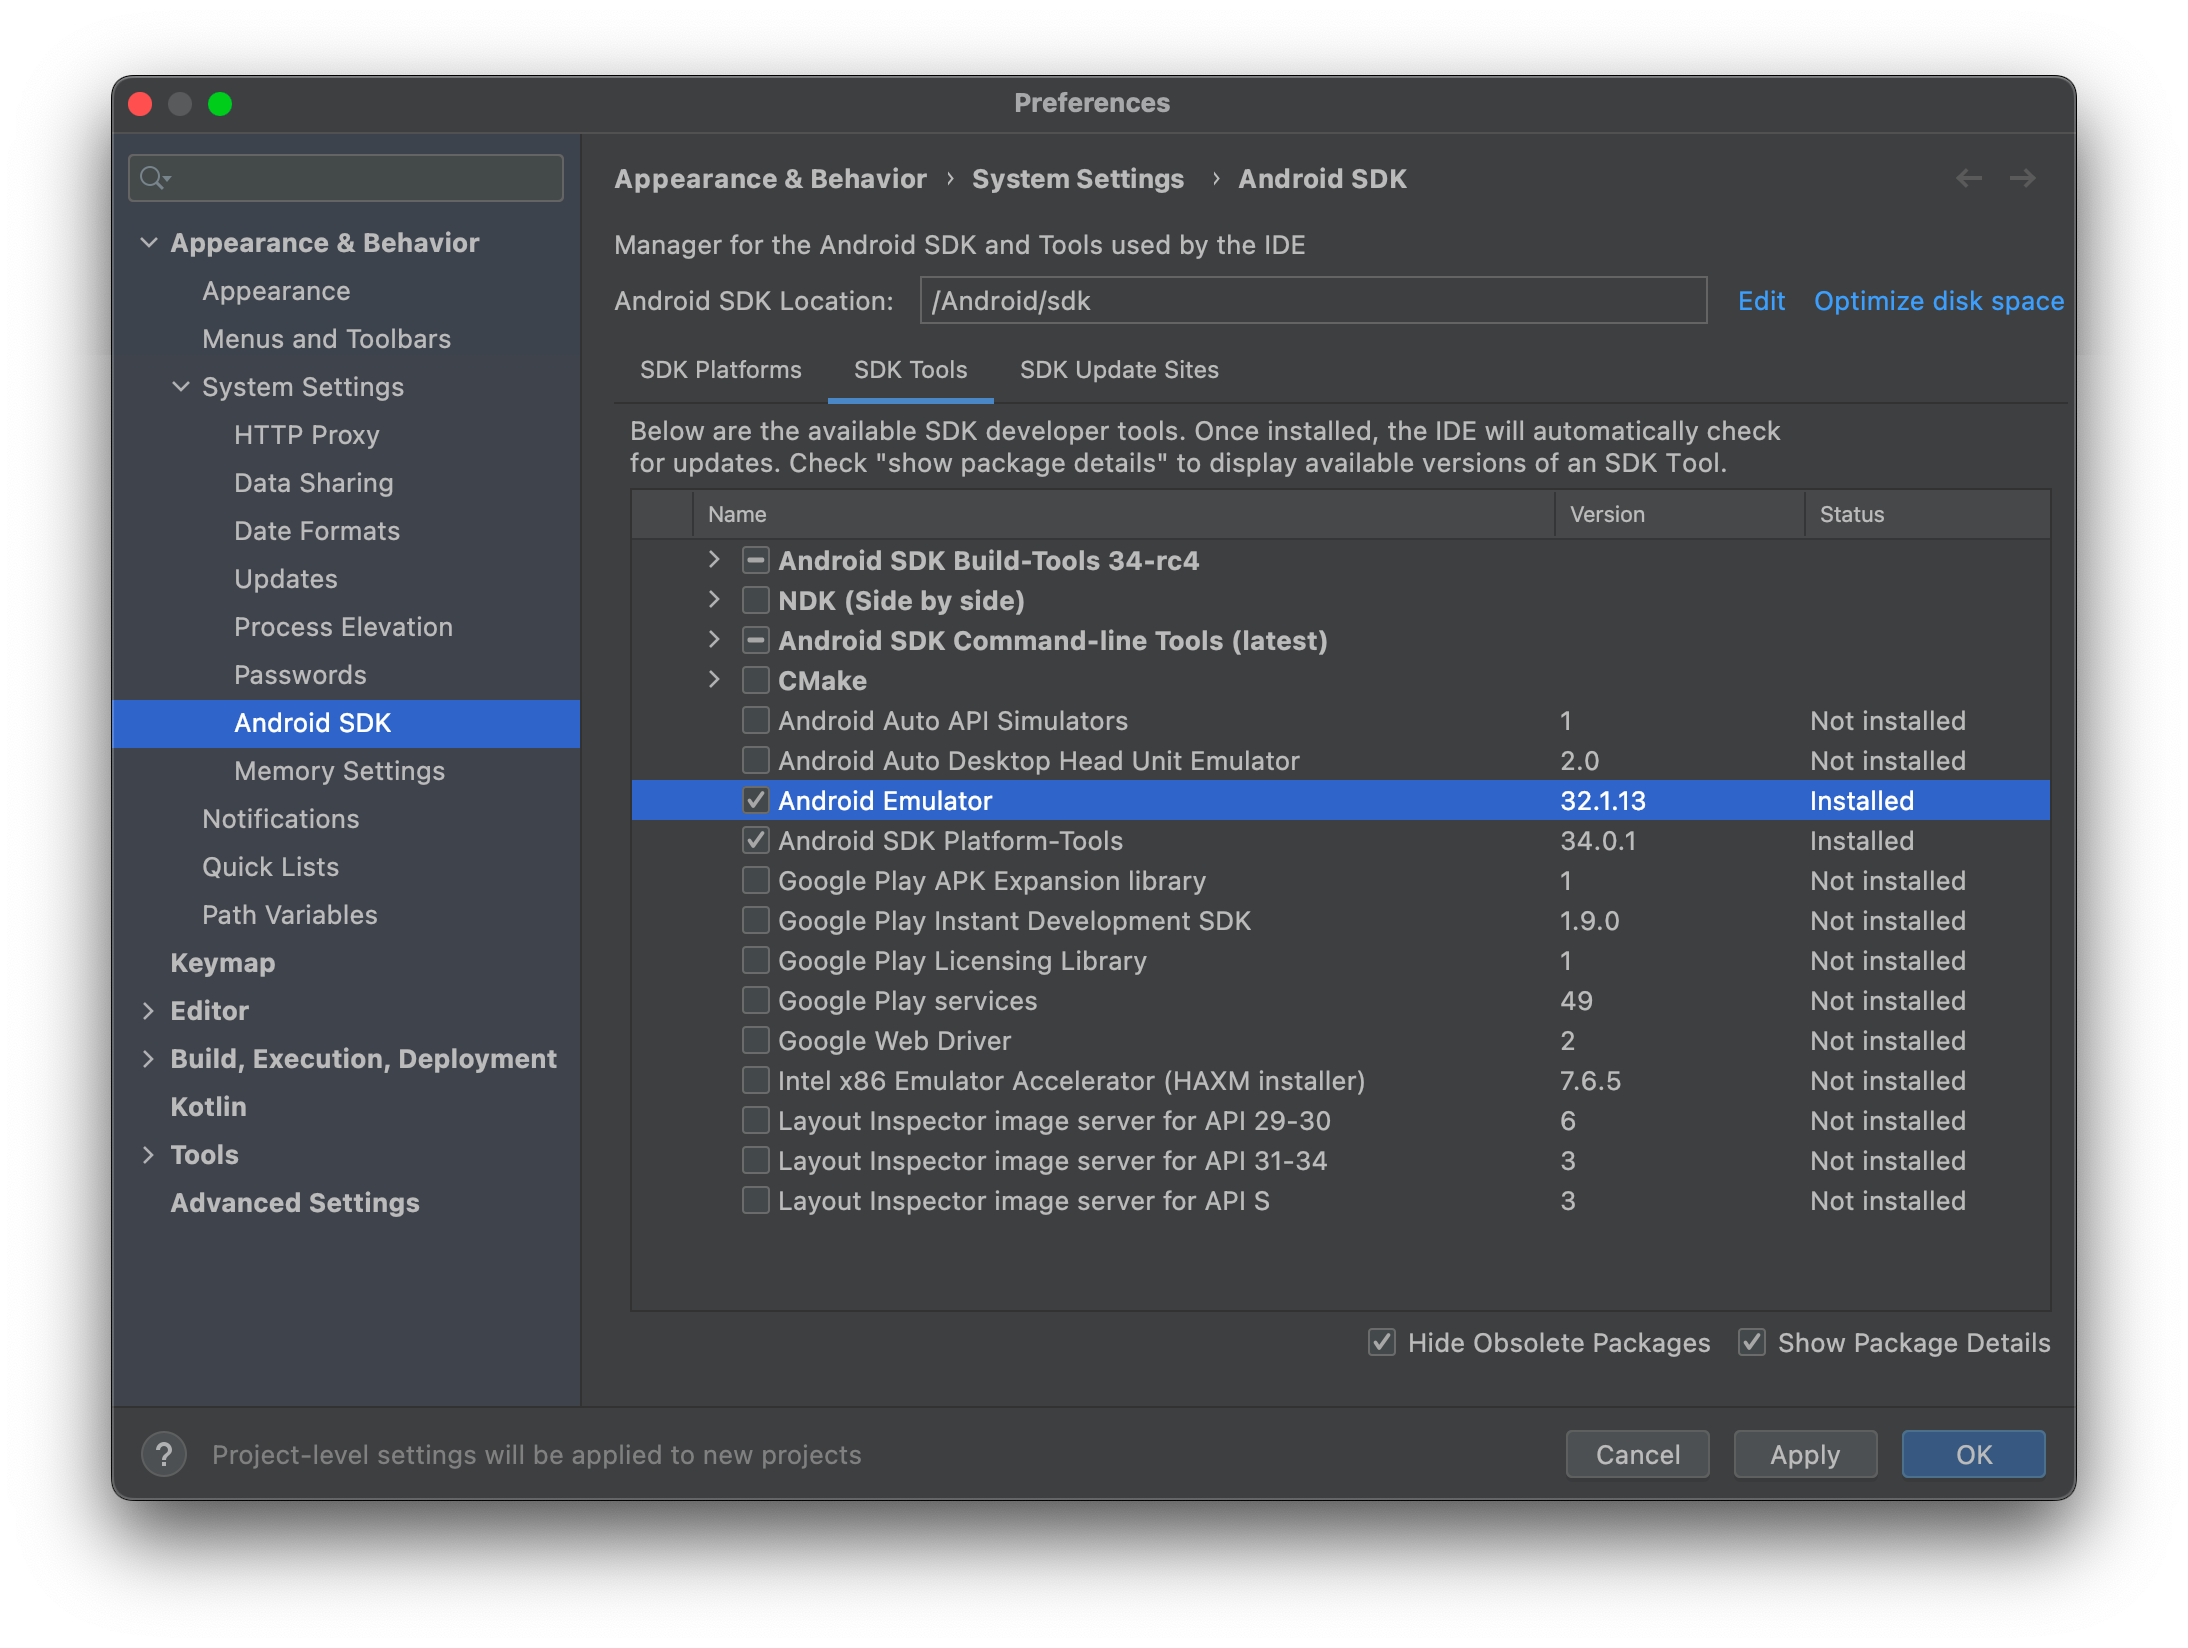 Preferences
Appearance & Behavior
Appearance
Menus and Toolbars
System Settings
HTTP Proxy
Data Sharing
Date Formats
Updates
Process Elevation
Passwords
Android SDK
Memory Settings
Notifications
Quick Lists
Path Variables
Keymap
Editor
Build, Execution, Deployment
Kotlin
Tools
Advanced Settings
Appearance & Behavior › System Settings › Android SDK
Manager for the Android SDK and Tools used by the IDE
Android SDK Location: /Android/sdk Edit Optimize disk space
SDK Platforms SDK Tools SDK Update Sites
Below are the available SDK developer tools. Once installed, the IDE will automatically check
for updates. Check "show package details" to display available versions of an SDK Tool.
Name Version Status
Android SDK Build-Tools 34-rc4
NDK (Side by side)
Android SDK Command-line Tools (latest)
CMake
Android Auto API Simulators 1 Not installed
Android Auto Desktop Head Unit Emulator 2.0 Not installed
Android Emulator 32.1.13 Installed
Android SDK Platform-Tools 34.0.1 Installed
Google Play APK Expansion library 1 Not installed
Google Play Instant Development SDK 1.9.0 Not installed
Google Play Licensing Library 1 Not installed
Google Play services 49 Not installed
Google Web Driver 2 Not installed
Intel x86 Emulator Accelerator (HAXM installer) 7.6.5 Not installed
Layout Inspector image server for API 29-30 6 Not installed
Layout Inspector image server for API 31-34 3 Not installed
Layout Inspector image server for API S 3 Not installed
Hide Obsolete Packages Show Package Details
? Project-level settings will be applied to new projects
Cancel Apply OK